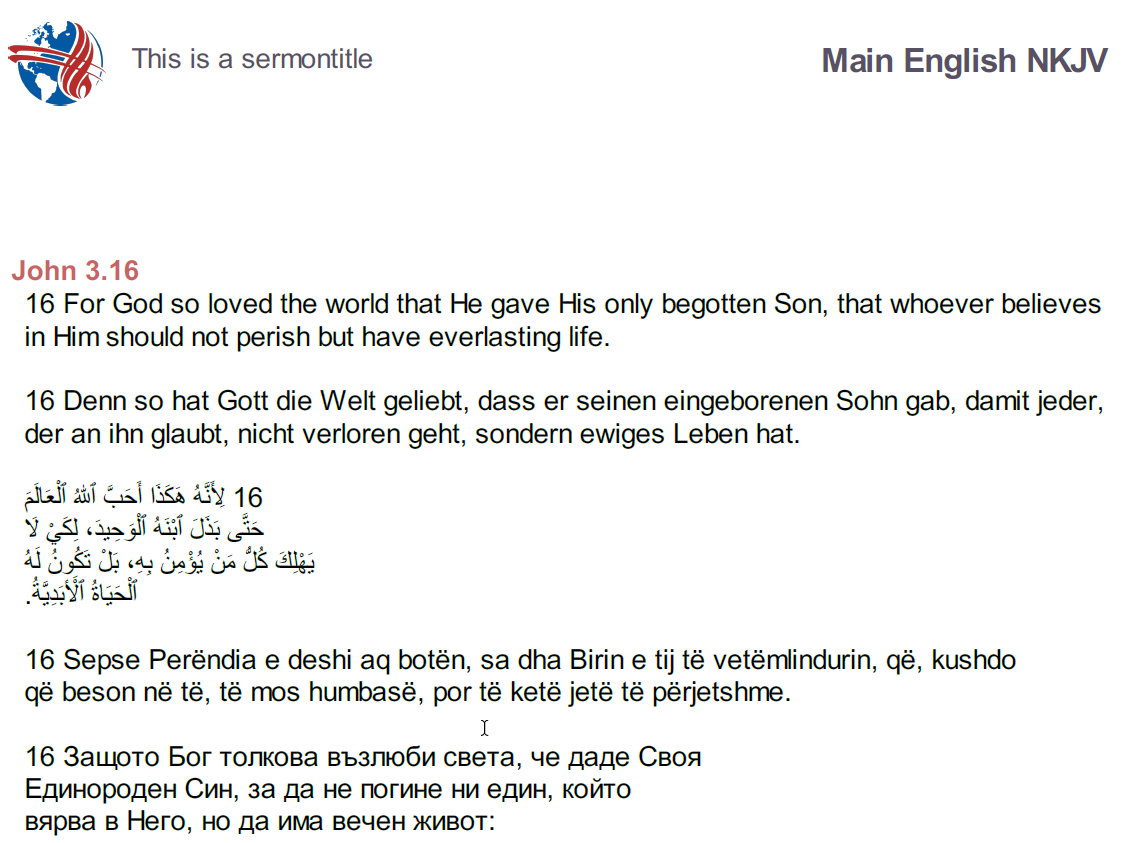 This is a sermontitle
Main English NKJV
John 3.16
16 For God so loved the world that He gave His only begotten Son, that whoever believes
in Him should not perish but have everlasting life.
16 Denn so hat Gott die Welt geliebt, dass er seinen eingeborenen Sohn gab, damit jeder,
der an ihn glaubt, nicht verloren geht, sondern ewiges Leben hat.
16 لِأَنَّهُ هَكَذَا أَحَبَّ ٱللهُ ٱلْعَالَمَ
حَتَّى بَذَلَ ٱبْنَهُ ٱلْوَحِيدَ، لِكَيْ لَا
يَهْلِكَ كُلُّ مَنْ يُؤْمِنُ بِهِ، بَلْ تَكُونُ لَهُ
ٱلْحَيَاةُ ٱلْأَبَدِيَّةُ.
16 Sepse Perëndia e deshi aq botën, sa dha Birin e tij të vetëmlindurin, që, kushdo
që beson në të, të mos humbasë, por të ketë jetë të përjetshme.
16 Защото Бог толкова възлюби света, че даде Своя
Единороден Син, за да не погине ни един, който
вярва в Него, но да има вечен живот: